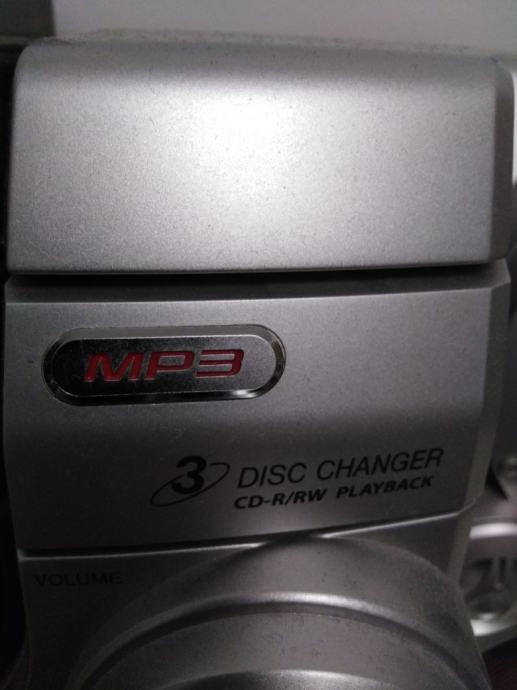 MP3
3 DISC CHANGER
CD-R/RW PLAYBACK
VOLUME